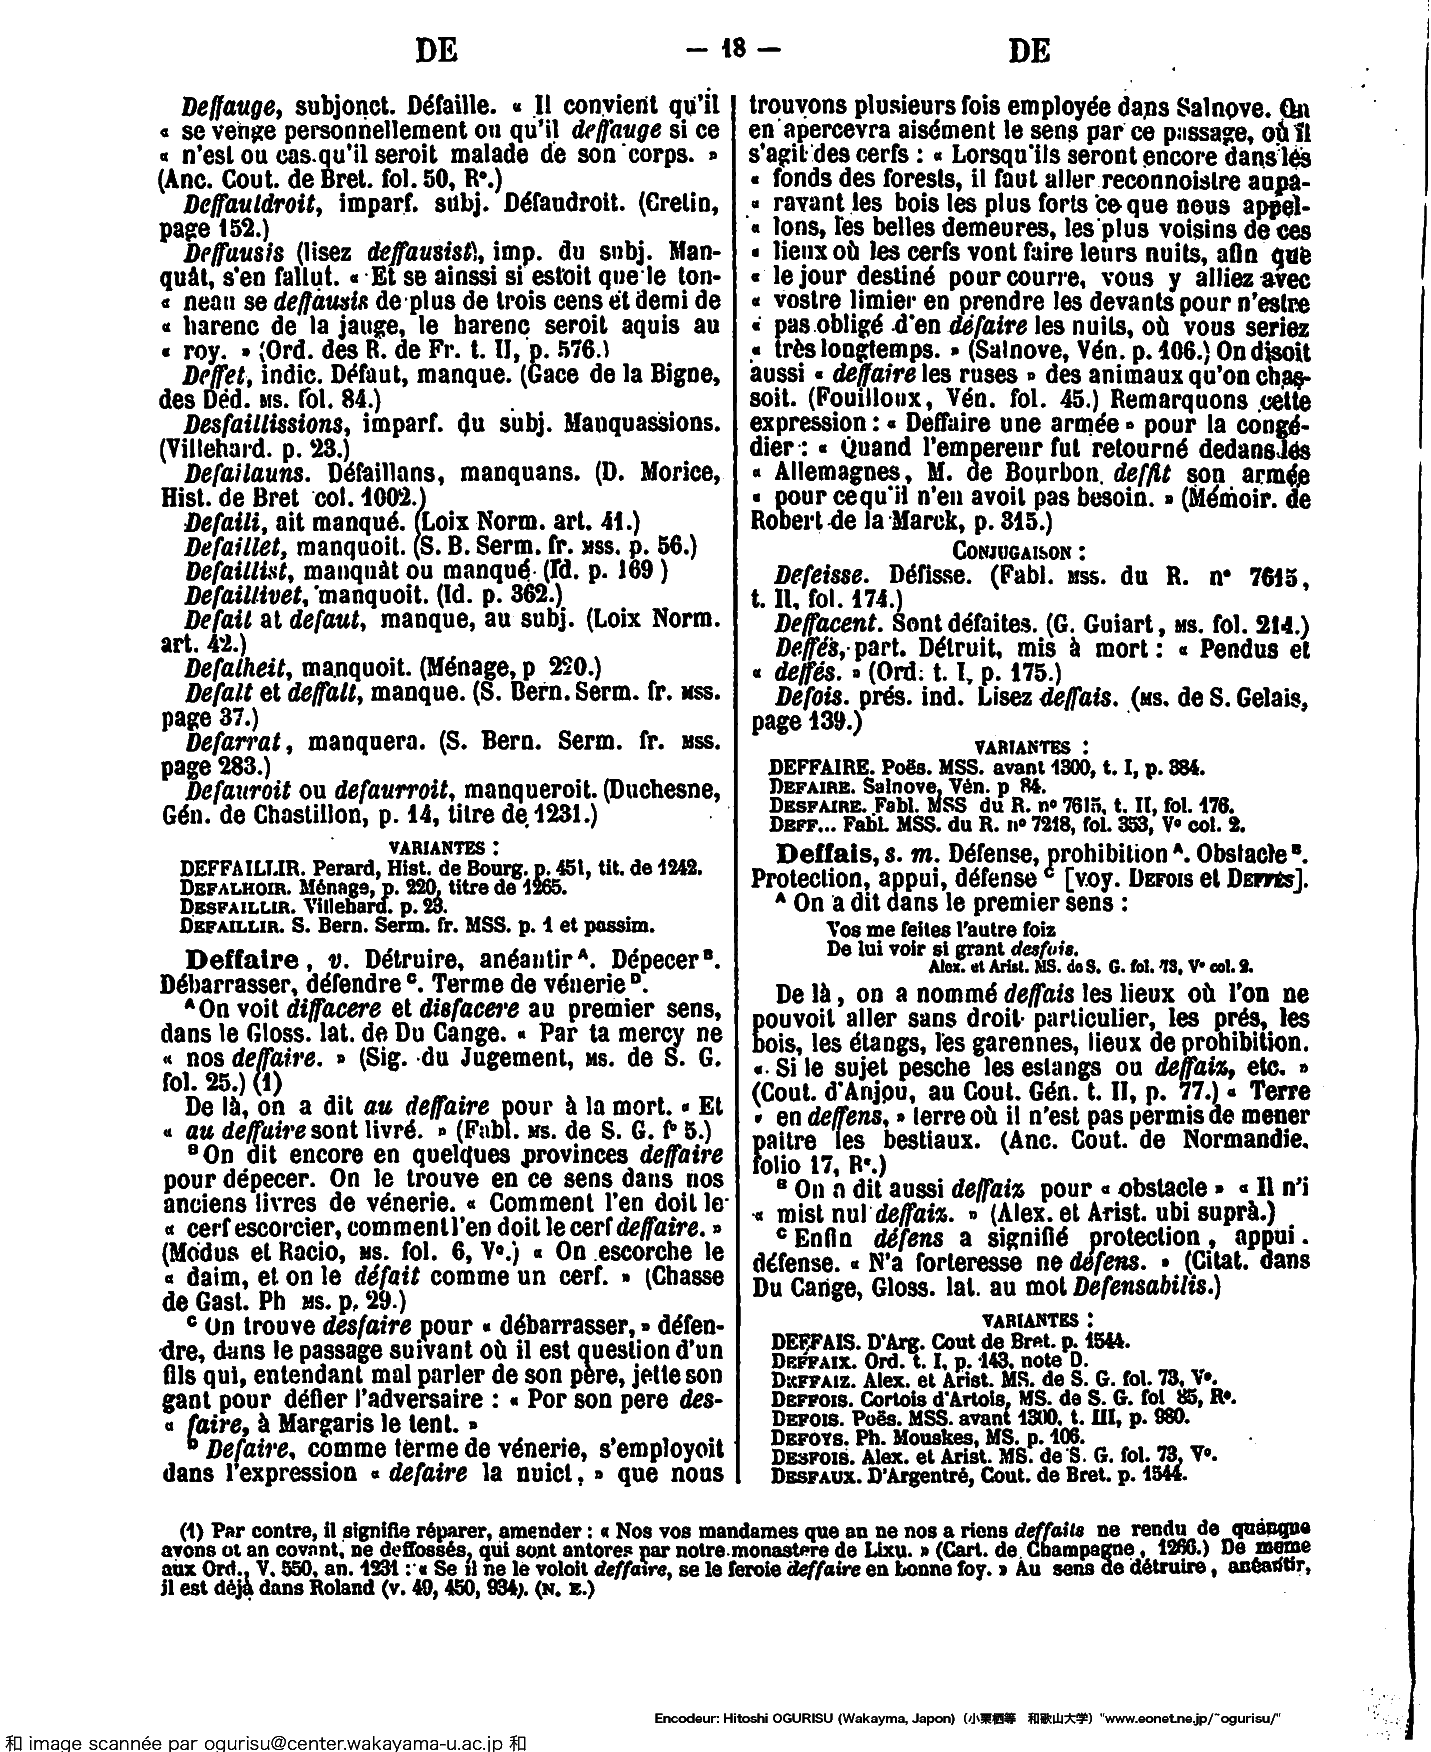 DE — 18 — DE
Deffauge, subjonct. Défaille. « Il convient qu'il
« se venge personnellement ou qu'il deffauge si ce
« n'est ou cas qu'il seroit malade de son corps. »
(Anc. Cout. de Bret. fol. 50, R°.)
Deffauldroit, imparf. subj. Défaudroit. (Cretin,
page 152.)
Deffausis (lisez deffausist), imp. du subj. Man-
quât, s'en fallut. « Et se ainssi si estoit que le ton-
« neau se deffausis de plus de trois cens et demi de
« harenc de la jauge, le harenc seroit aquis au
« roy. » (Ord. des R. de Fr. t. II, p. 576.)
Deffet, indic. Défaut, manque. (Gace de la Bigne,
des Déd. MS. fol. 84.)
Desfaillissions, imparf. du subj. Manquassions.
(Villehard. p. 23.)
Defailauns. Défaillans, manquans. (D. Morice,
Hist. de Bret col. 1002.)
Defaili, ait manqué. (Loix Norm. art. 41.)
Defaillet, manquoit. (S. B. Serm. fr. MSS. p. 56.)
Defaillist, manquât ou manqué. (Id. p. 169 )
Defaillivet, manquoit. (Id. p. 362.)
Defait at defaut, manque, au subj. (Loix Norm.
art. 42.)
Defalheit, manquoit. (Ménage, p 220.)
Defalt et deffalt, manque. (S. Bern. Serm. fr. MSS.
page 37.)
Defarrat, manquera. (S. Bern. Serm. fr. MSS.
page 283.)
Defauroit ou defaurroit, manqueroit. (Duchesne,
Gén. de Chastillon, p. 14, titre de 1231.)
VARIANTES :
DEFFAILLIR. Perard, Hist. de Bourg. p. 451, tit. de 1242.
DEFALHOIR. Ménage, p. 220, titre de 1265.
DESFAILLIR. Villehard. p. 23.
DEFAILLIR. S. Bern. Serm. fr. MSS. p. 1 et passim.
Deffaire, v. Détruire, anéantir A. Dépecer B.
Débarrasser, défendre C. Terme de vénerie D.
A On voit diffacere et disfacere au premier sens,
dans le Gloss. lat. de Du Cange. « Par ta mercy ne
« nos deffaire. » (Sig. du Jugement, MS. de S. G.
fol. 25.) (1)
De là, on a dit au deffaire pour à la mort. « Et
« au deffaire sont livré. » (Fabl. MS. de S. G. f° 5.)
B On dit encore en quelques provinces deffaire
pour dépecer. On le trouve en ce sens dans nos
anciens livres de vénerie. « Comment l'en doit le
« cerf escorcier, comment l'en doit le cerf deffaire. »
(Modus et Racio, MS. fol. 6, V°.) « On escorche le
« daim, et on le défait comme un cerf. » (Chasse
de Gast. Ph MS. p. 29.)
C On trouve desfaire pour « débarrasser, » défen-
dre, dans le passage suivant où il est question d'un
fils qui, entendant mal parler de son père, jette son
gant pour défier l'adversaire : « Por son pere des-
« faire, à Margaris le tent. »
D Defaire, comme terme de vénerie, s'employoit
dans l'expression « defaire la nuict, » que nous
trouvons plusieurs fois employée dans Salnove. On
en apercevra aisément le sens par ce passage, où il
s'agit des cerfs : « Lorsqu'ils seront encore dans les
« fonds des forests, il faut aller reconnoistre aupa-
« ravant les bois les plus forts ce que nous appel-
« lons, les belles demeures, les plus voisins de ces
« lieux où les cerfs vont faire leurs nuits, afin que
« le jour destiné pour courre, vous y alliez avec
« vostre limier en prendre les devants pour n'estre
« pas obligé d'en défaire les nuits, où vous seriez
« très longtemps. » (Salnove, Vén. p. 106.) On disoit
aussi « deffaire les ruses » des animaux qu'on chas-
soit. (Fouilloux, Vén. fol. 45.) Remarquons cette
expression : « Deffaire une armée » pour la congé-
dier : « Quand l'empereur fut retourné dedans les
« Allemagnes, M. de Bourbon deffit son armée
« pour ce qu'il n'en avoit pas besoin. » (Mémoir. de
Robert de la Marck, p. 315.)
CONJUGAISON :
Defeisse. Défisse. (Fabl. MSS. du R. n° 7615,
t. II, fol. 174.)
Deffacent. Sont défaites. (G. Guiart, MS. fol. 214.)
Deffés, part. Détruit, mis à mort : « Pendus et
« deffés. » (Ord. t. I, p. 175.)
Defois. prés. ind. Lisez deffais. (MS. de S. Gelais,
page 139.)
VARIANTES :
DEFFAIRE. Poës. MSS. avant 1300, t. I, p. 384.
DEFAIRE. Salnove, Vén. p 84.
DESFAIRE. Fabl. MSS du R. n° 7615, t. II, fol. 176.
DEFF... Fabl. MSS. du R. n° 7218, fol. 353, V° col. 2.
Deffais, s. m. Défense, prohibition A. Obstacle B.
Protection, appui, défense C [voy. DEFOIS et DEFFÈS].
A On a dit dans le premier sens :
Vos me feites l'autre foiz
De lui voir si grant desfois.
Alex. et Arist. MS. de S. G. fol. 73, V° col. 2.
De là, on a nommé deffais les lieux où l'on ne
pouvoit aller sans droit particulier, les prés, les
bois, les étangs, les garennes, lieux de prohibition.
« Si le sujet pesche les estangs ou deffaiz, etc. »
(Cout. d'Anjou, au Cout. Gén. t. II, p. 77.) « Terre
« en deffens, » terre où il n'est pas permis de mener
paitre les bestiaux. (Anc. Cout. de Normandie.
folio 17, R°.)
B On a dit aussi deffaiz pour « obstacle » « Il n'i
« mist nul deffaiz. » (Alex. et Arist. ubi suprà.)
C Enfin défens a signifié protection, appui.
défense. « N'a forteresse ne défens. » (Citat. dans
Du Cange, Gloss. lat. au mot Defensabilis.)
VARIANTES :
DEFFAIS. D'Arg. Cout de Bret. p. 1544.
DEFFAIX. Ord. t. I, p. 143, note D.
DEFFAIZ. Alex. et Arist. MS. de S. G. fol. 73, V°.
DEFFOIS. Cortois d'Artois, MS. de S. G. fol 85, R°.
DEFOIS. Poës. MSS. avant 1300, t. III, p. 980.
DEFOYS. Ph. Mouskes, MS. p. 106.
DESFOIS. Alex. et Arist. MS. de S. G. fol. 73, V°.
DESFAUX. D'Argentré, Cout. de Bret. p. 1544.
(1) Par contre, il signifie réparer, amender : « Nos vos mandames que an ne nos a riens deffaits ne rendu de quanque
avons ot an covant, ne deffossés, qui sont antores par notre monastere de Lixu. » (Cart. de Champagne, 1266.) De meme
aux Ord., V. 550, an. 1231 : « Se il ne le voloit deffaire, se le feroie deffaire en bonne foy. » Au sens de détruire, anéantir,
il est déjà dans Roland (v. 49, 450, 934). (N. E.)
Encodeur: Hitoshi OGURISU (Wakayma, Japon) (小栗栖等 和歌山大学) "www.eonet.ne.jp/~ogurisu/"
和 image scannée par ogurisu@center.wakayama-u.ac.jp 和